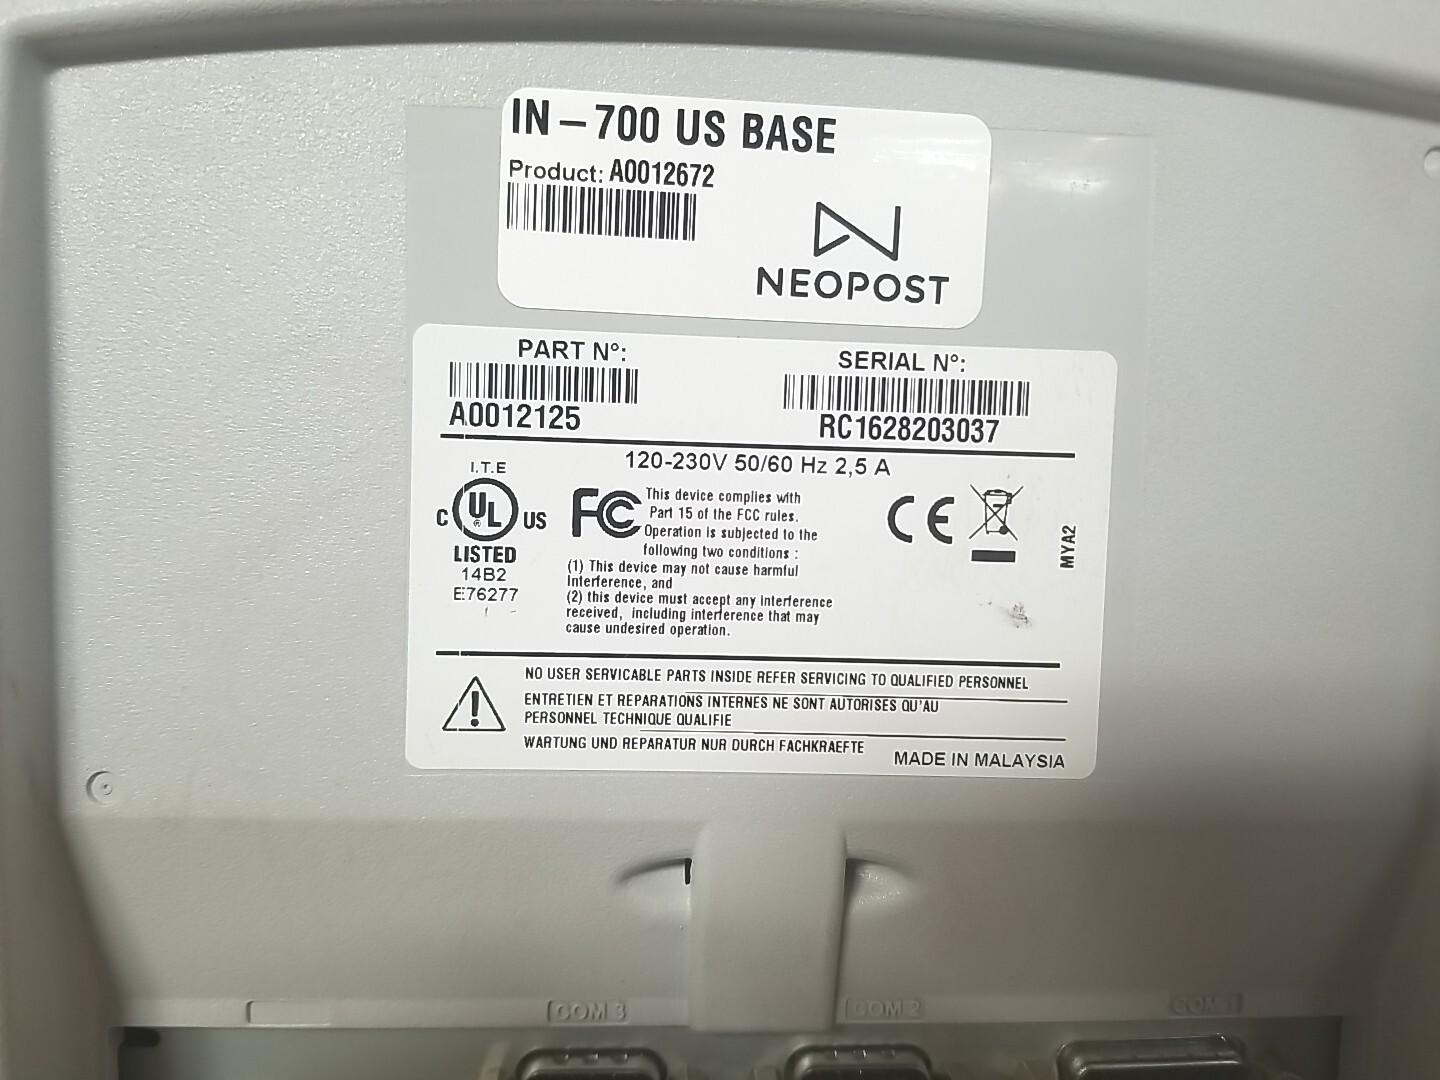 IN-700 US BASE
Product: A0012672
NEOPOST
PART N°:
A0012125
SERIAL N°:
RC1628203037
120-230V 50/60 Hz 2,5 A
I.T.E
C UL ® US
LISTED
14B2
E76277
FC
This device complies with
Part 15 of the FCC rules.
Operation is subjected to the
following two conditions :
(1) This device may not cause harmful
Interference, and
(2) this device must accept any interference
received, including interference that may
cause undesired operation.
CE
MYA2
NO USER SERVICABLE PARTS INSIDE REFER SERVICING TO QUALIFIED PERSONNEL
ENTRETIEN ET REPARATIONS INTERNES NE SONT AUTORISES QU'AU
PERSONNEL TECHNIQUE QUALIFIE
WARTUNG UND REPARATUR NUR DURCH FACHKRAEFTE
MADE IN MALAYSIA
COM 3
COM 2
COM 1